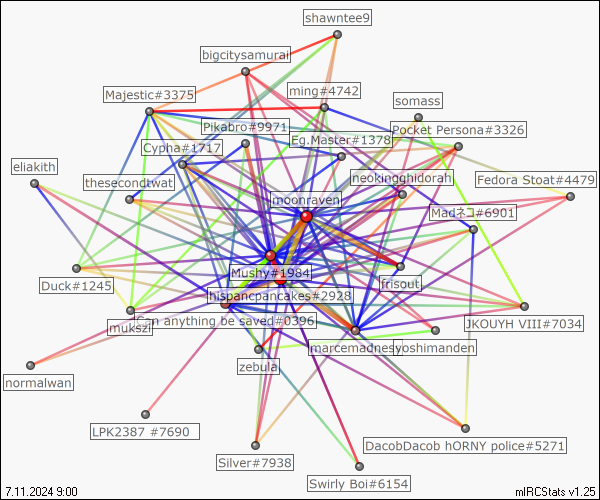 shawntee9
bigcitysamurai
ming#4742
Majestic#3375
somass
Pikabro#9971
Pocket Persona#3326
Eg.Master#1378
Cypha#1717
eliakith
neokingghidorah
thesecondtwat
Fedora Stoat#4479
moonraven
Madネコ#6901
Mushy#1984
Duck#1245
frisout
hispancpancakes#2928
Can anything be saved#0396
JKOUYH VIII#7034
mukszi
marcemadness
yoshimanden
zebula
normalwan
LPK2387 #7690
DacobDacob hORNY police#5271
Silver#7938
Swirly Boi#6154
7.11.2024 9:00
mIRCStats v1.25